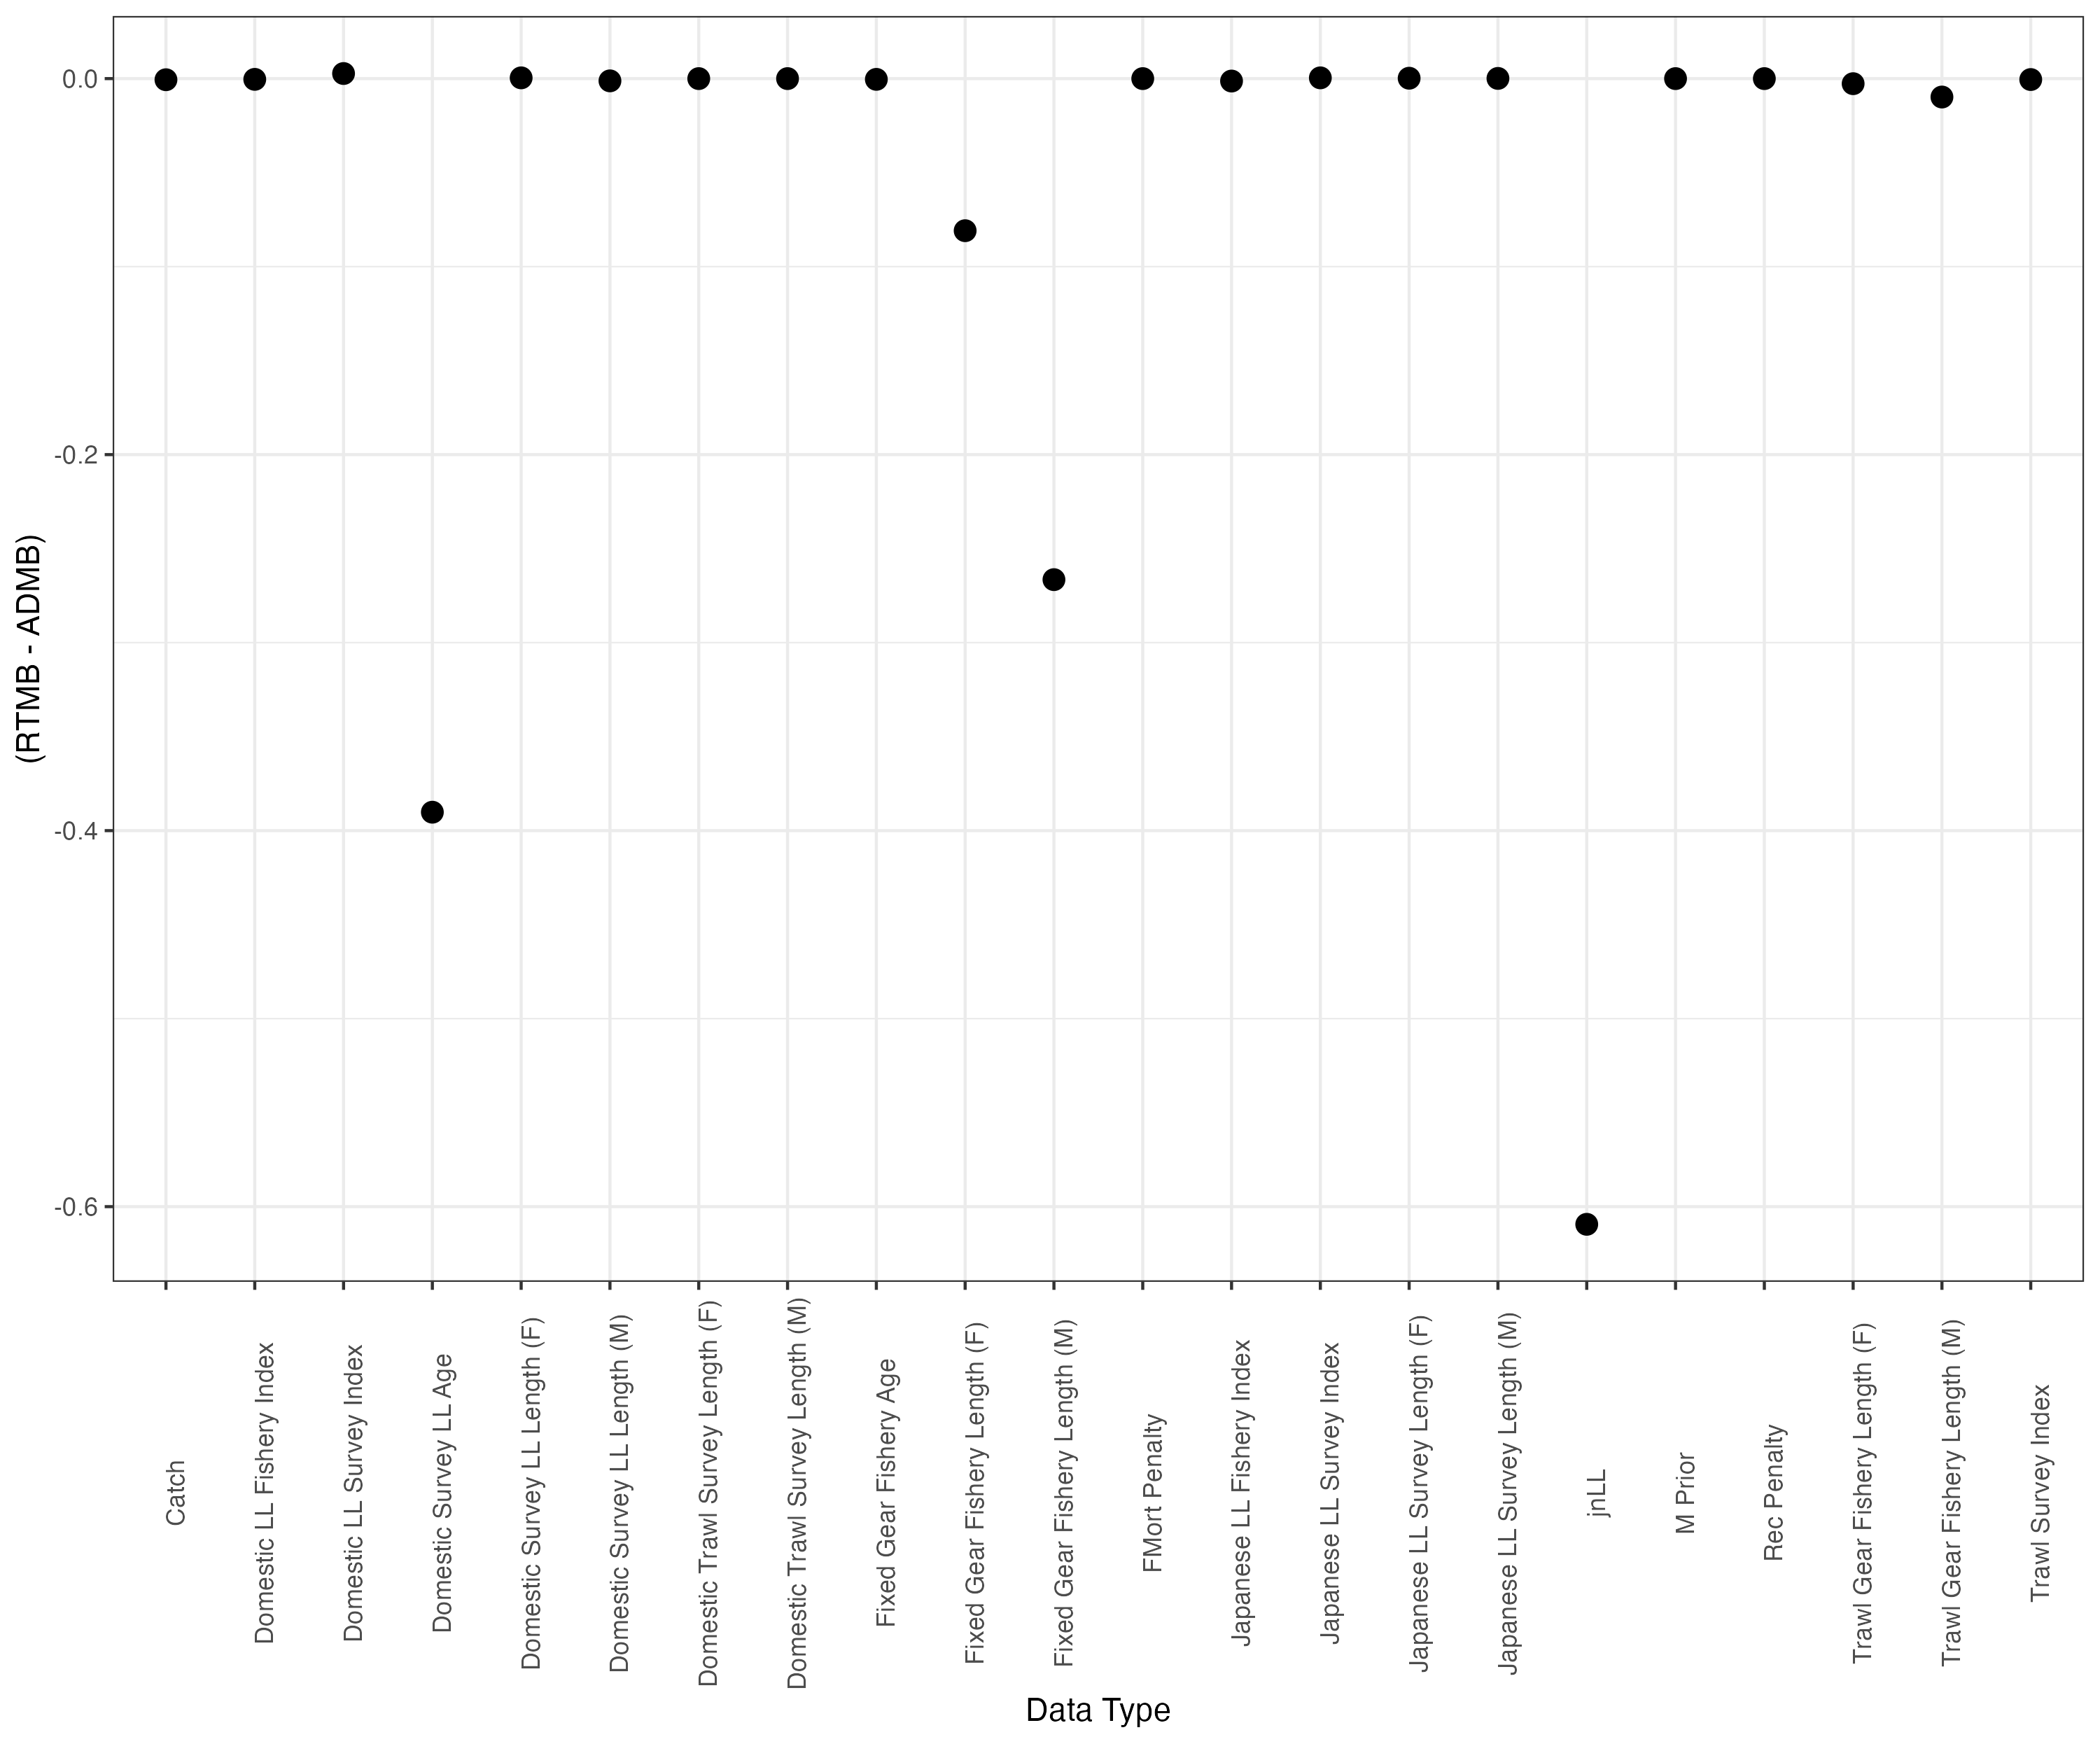 (RTMB - ADMB)
0.0
-0.2
-0.4
-0.6
Catch
Domestic LL Fishery Index
Domestic LL Survey Index
Domestic Survey LL Age
Domestic Survey LL Length (F)
Domestic Survey LL Length (M)
Domestic Trawl Survey Length (F)
Domestic Trawl Survey Length (M)
Fixed Gear Fishery Age
Fixed Gear Fishery Length (F)
Fixed Gear Fishery Length (M)
FMort Penalty
Japanese LL Fishery Index
Japanese LL Survey Index
Japanese LL Survey Length (F)
Japanese LL Survey Length (M)
jnLL
M Prior
Rec Penalty
Trawl Gear Fishery Length (F)
Trawl Gear Fishery Length (M)
Trawl Survey Index
Data Type